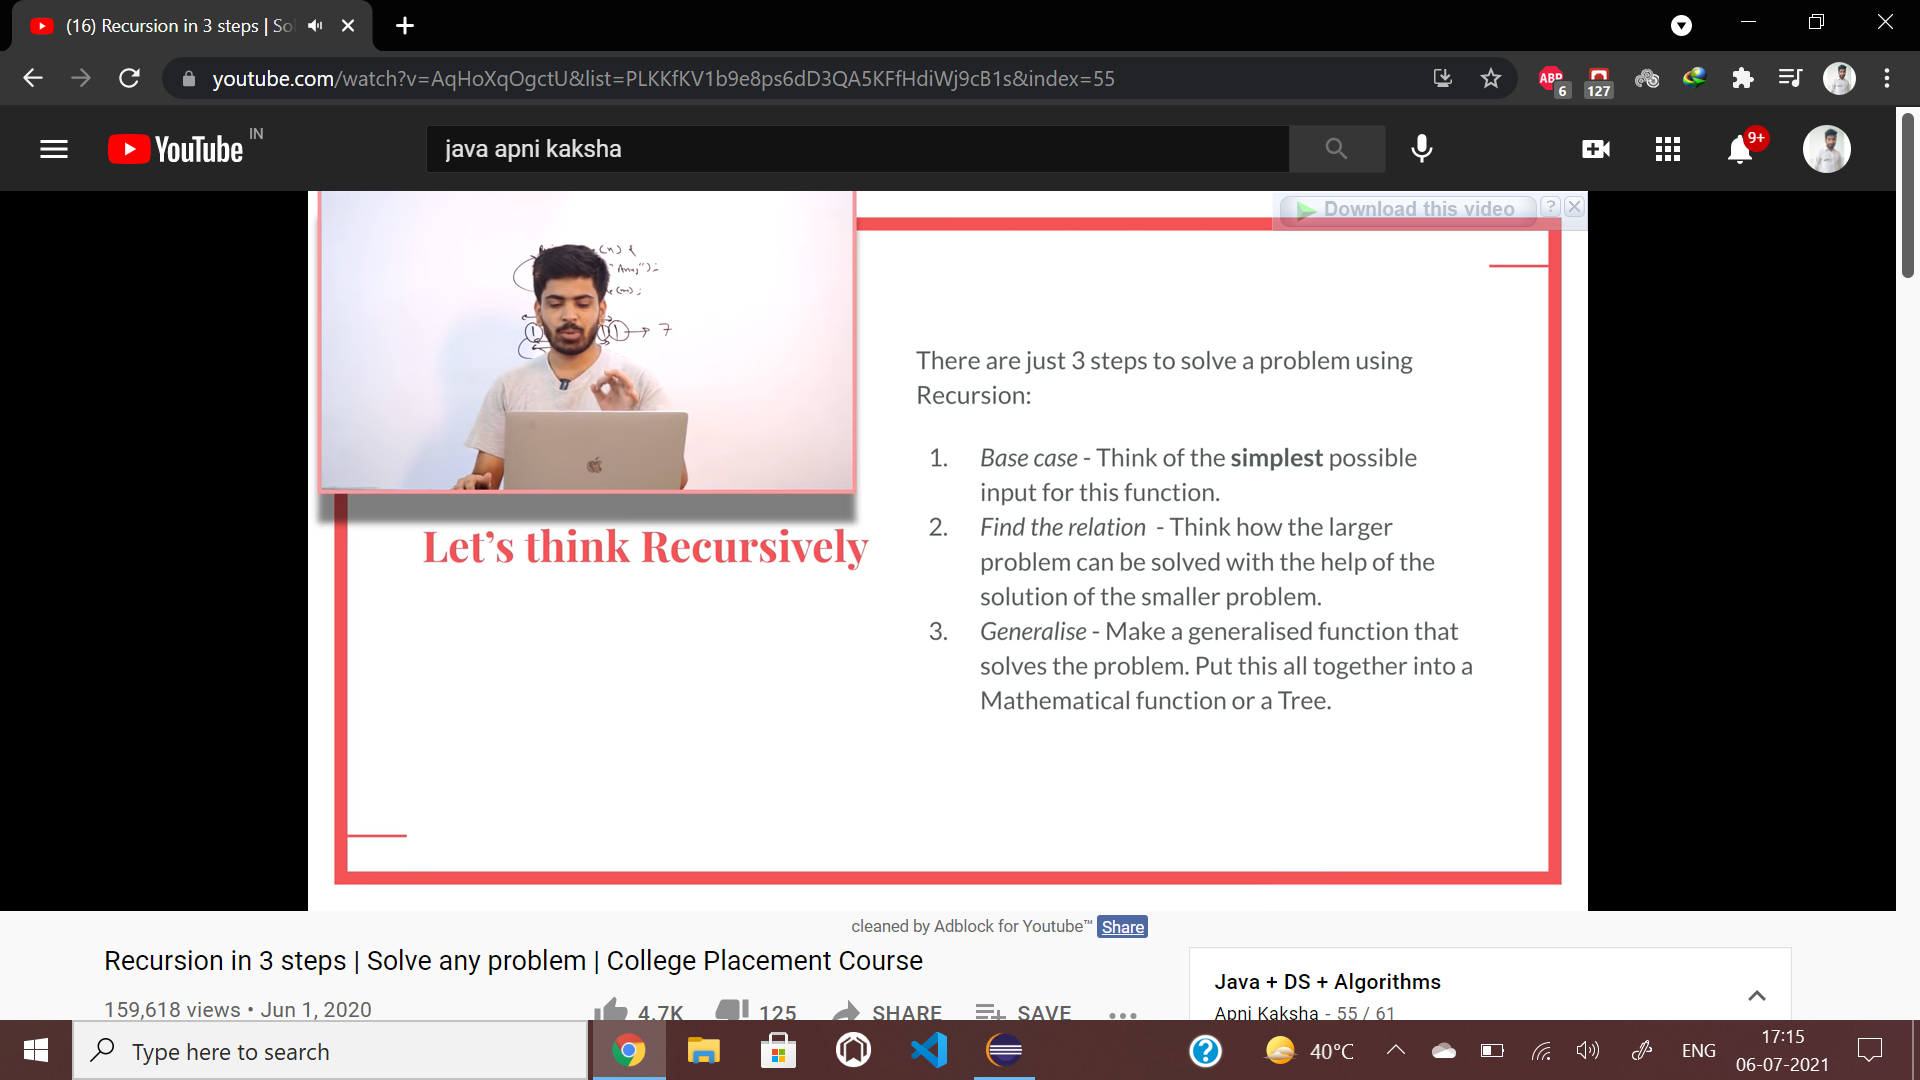 (16) Recursion in 3 steps | So
youtube.com/watch?v=AqHoXqOgctU&list=PLKKfKV1b9e8ps6dD3QA5KFfHdiWj9cB1s&index=55
ABP
6
127
YouTube IN
java apni kaksha
9+
Download this video
?
There are just 3 steps to solve a problem using
Recursion:
1. Base case - Think of the simplest possible
input for this function.
2. Find the relation - Think how the larger
problem can be solved with the help of the
solution of the smaller problem.
3. Generalise - Make a generalised function that
solves the problem. Put this all together into a
Mathematical function or a Tree.
Let's think Recursively
cleaned by Adblock for Youtube™ Share
Recursion in 3 steps | Solve any problem | College Placement Course
159,618 views • Jun 1, 2020
4.7K
125
SHARE
SAVE
Java + DS + Algorithms
Apni Kaksha - 55 / 61
Type here to search
40°C
ENG
17:15
06-07-2021